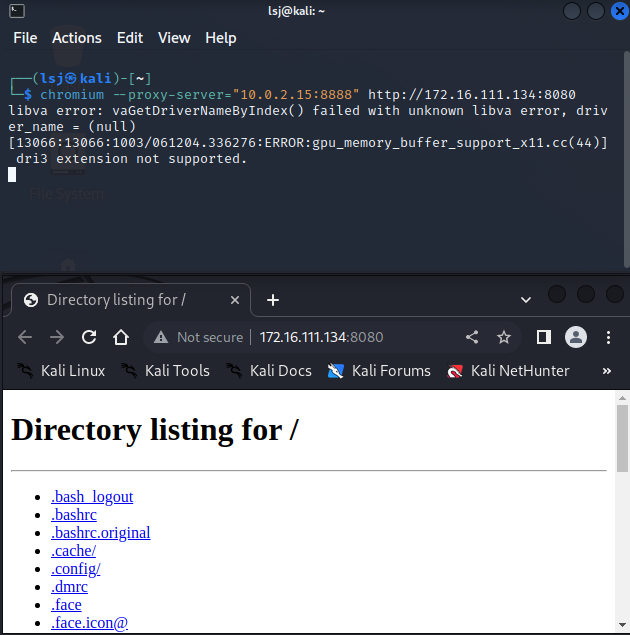 lsj@kali: ~
File Actions Edit View Help
┌──(lsj㉿kali)-[~]
└─$ chromium --proxy-server="10.0.2.15:8888" http://172.16.111.134:8080
libva error: vaGetDriverNameByIndex() failed with unknown libva error, driv
er_name = (null)
[13066:13066:1003/061204.336276:ERROR:gpu_memory_buffer_support_x11.cc(44)]
 dri3 extension not supported.
File System
Directory listing for /
Not secure 172.16.111.134:8080
Kali Linux Kali Tools Kali Docs Kali Forums Kali NetHunter »
Directory listing for /
.bash_logout
.bashrc
.bashrc.original
.cache/
.config/
.dmrc
.face
.face.icon@